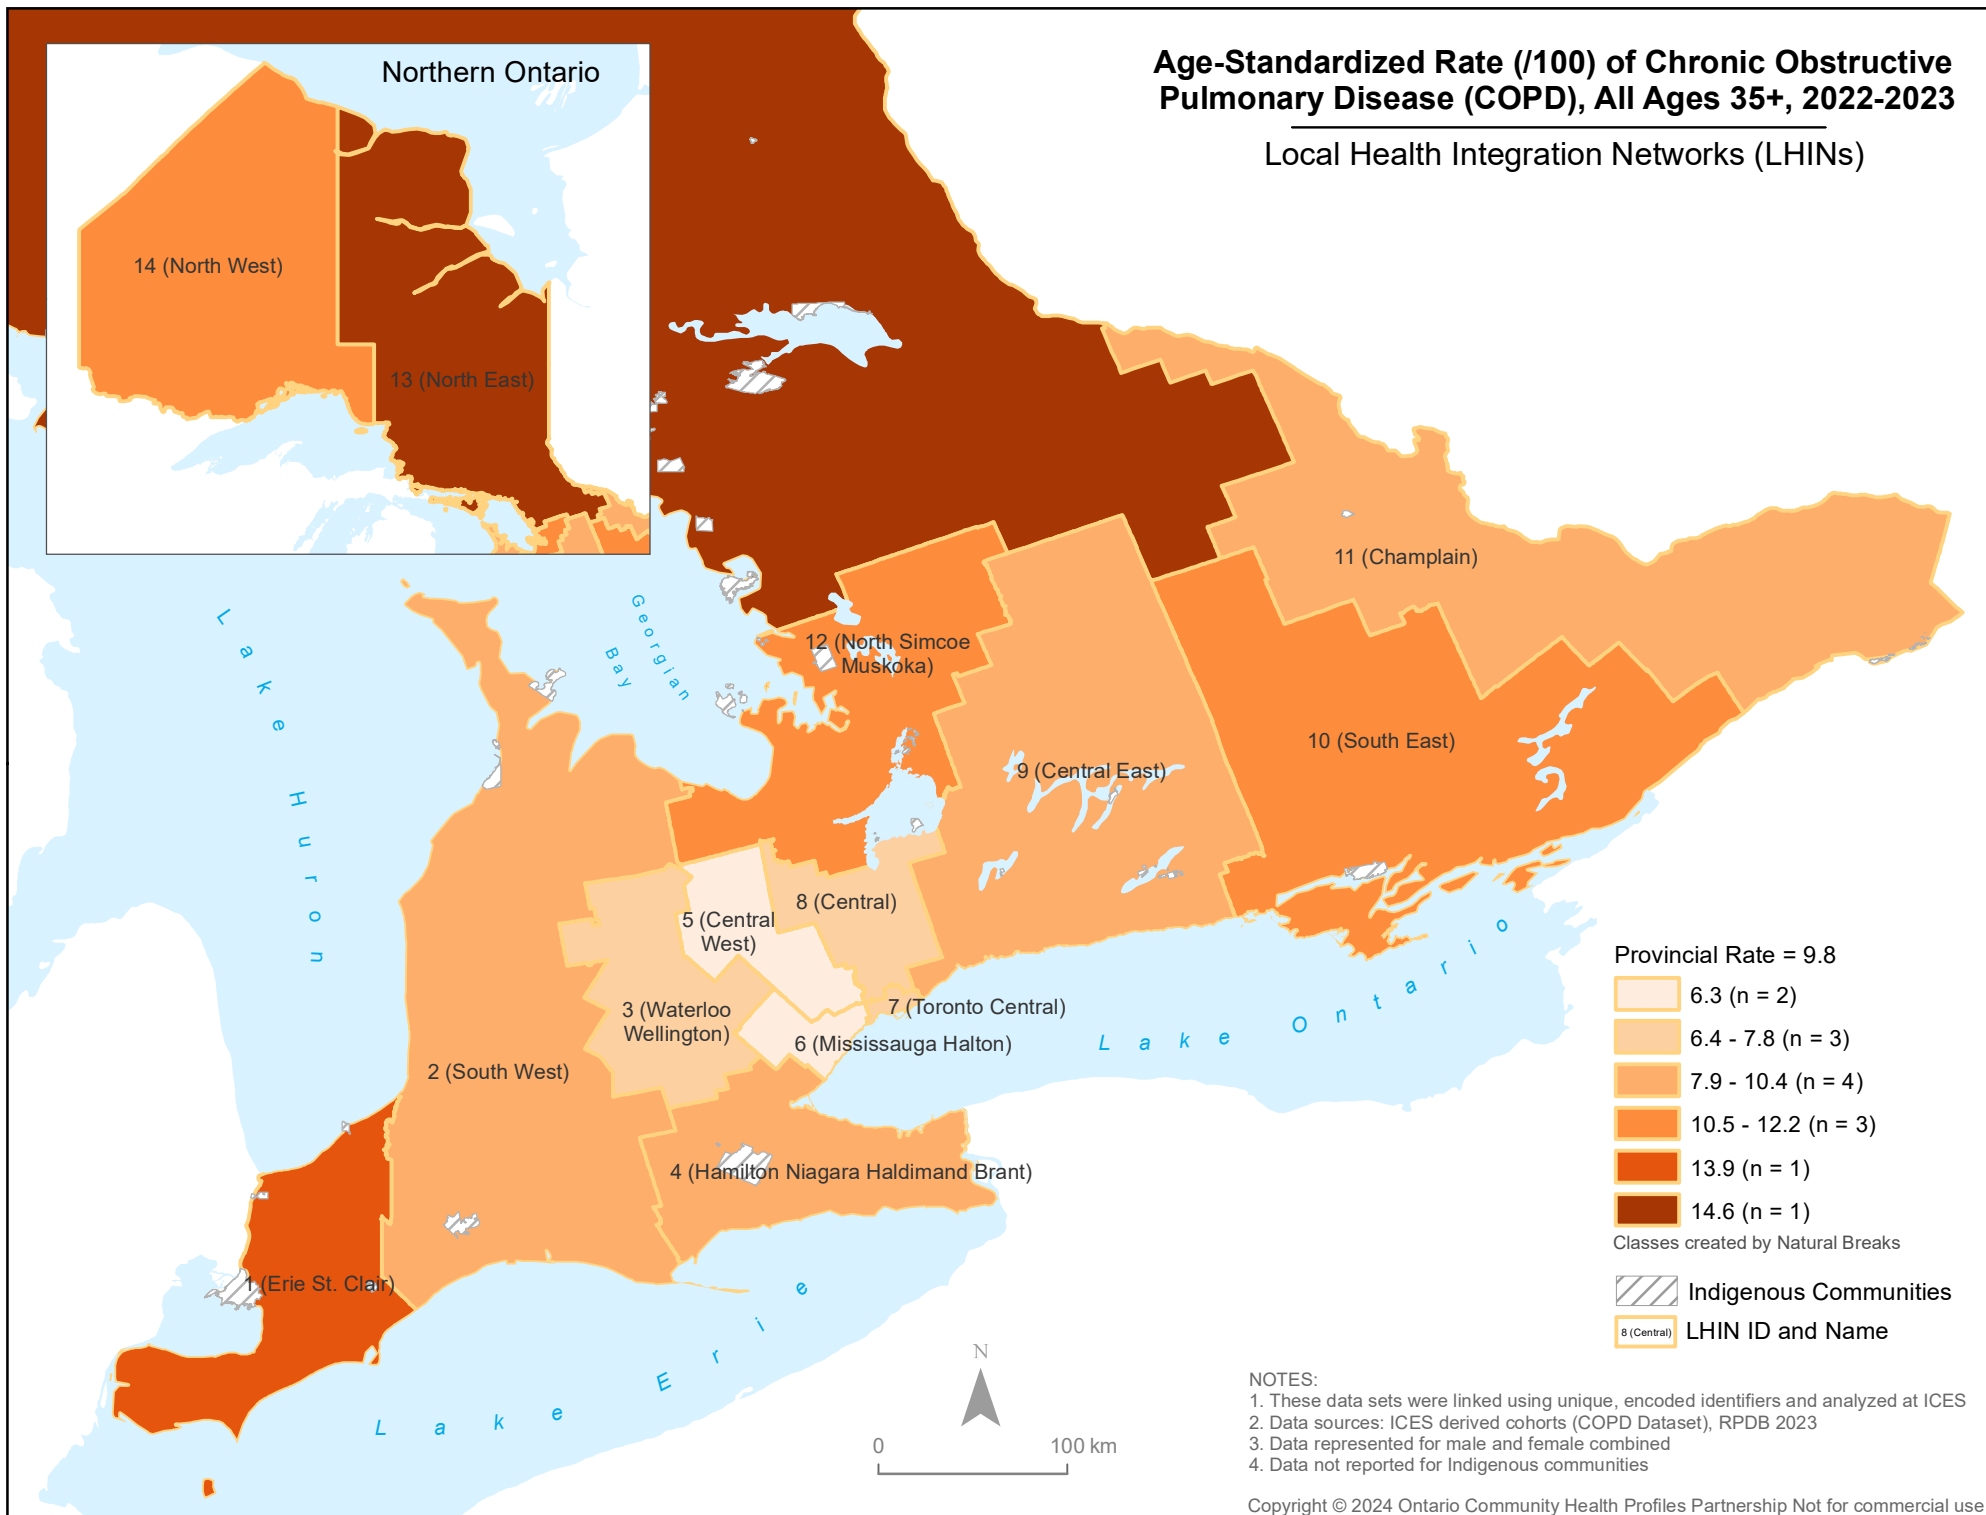 Age-Standardized Rate (/100) of Chronic Obstructive
Pulmonary Disease (COPD), All Ages 35+, 2022-2023
Local Health Integration Networks (LHINs)
Northern Ontario
14 (North West)
13 (North East)
11 (Champlain)
12 (North Simcoe
Muskoka)
Georgian
Bay
Lake Huron
10 (South East)
9 (Central East)
8 (Central)
5 (Central
West)
3 (Waterloo
Wellington)
7 (Toronto Central)
6 (Mississauga Halton)
Lake Ontario
2 (South West)
4 (Hamilton Niagara Haldimand Brant)
1 (Erie St. Clair)
Lake Erie
N
0 100 km
Provincial Rate = 9.8
6.3 (n = 2)
6.4 - 7.8 (n = 3)
7.9 - 10.4 (n = 4)
10.5 - 12.2 (n = 3)
13.9 (n = 1)
14.6 (n = 1)
Classes created by Natural Breaks
Indigenous Communities
8 (Central) LHIN ID and Name
NOTES:
1. These data sets were linked using unique, encoded identifiers and analyzed at ICES
2. Data sources: ICES derived cohorts (COPD Dataset), RPDB 2023
3. Data represented for male and female combined
4. Data not reported for Indigenous communities
Copyright © 2024 Ontario Community Health Profiles Partnership Not for commercial use